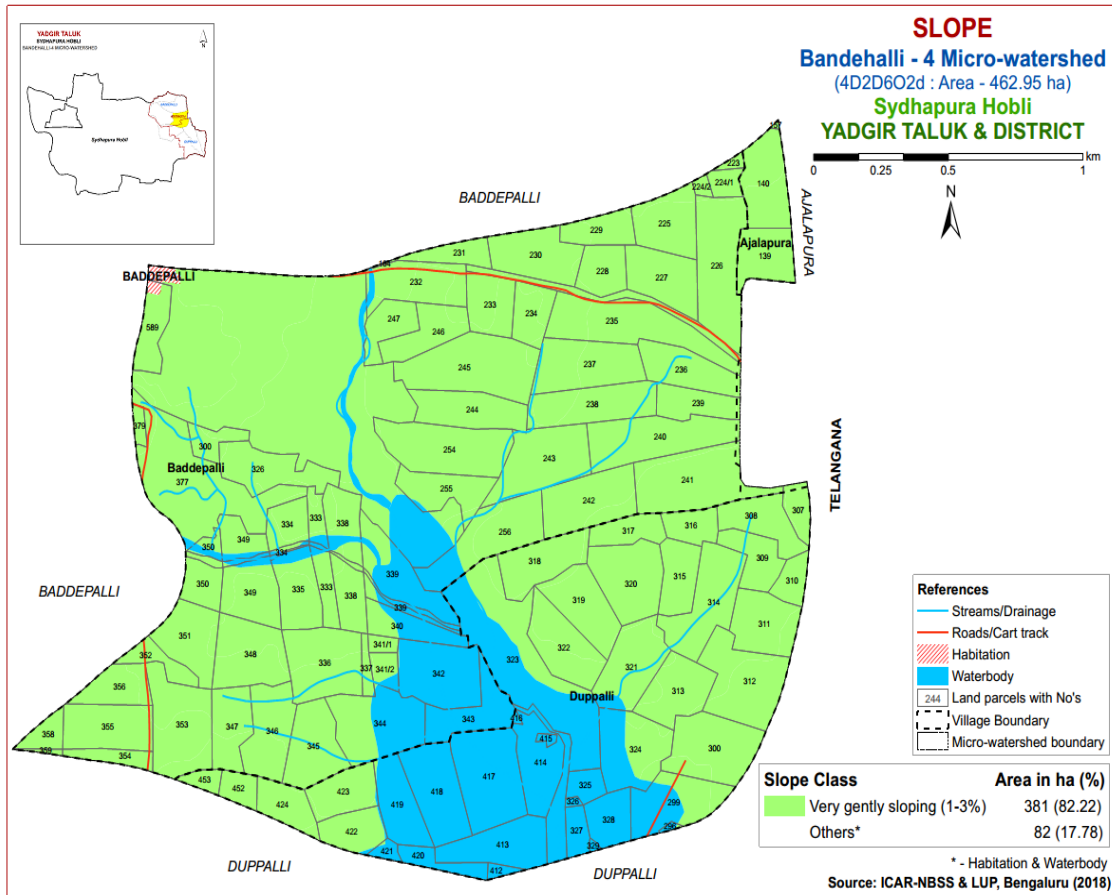 YADGIR TALUK
SYDHAPURA HOBLI
BANDEHALLI-4 MICRO-WATERSHED
N
BANDEHALLI
Sydhapura Hobli
DUPPALLI
SLOPE
Bandehalli - 4 Micro-watershed
(4D2D6O2d : Area - 462.95 ha)
Sydhapura Hobli
YADGIR TALUK & DISTRICT
km
0 0.25 0.5 1
N
137
223
224/2 224/1 140
BADDEPALLI
AJALAPURA
229 225
231 230
Ajalapura
139
226
184
228 227
232
BADDEPALLI
233 234 235
247 246
589
245 237 236
244 238 239
379
240
300
254 243
326
Baddepalli
377
241
255 242
TELANGANA
307
308
334 333 338
316
317
349
256
350
334
318
309
339
320 315
310
350 349 335 333 338
319
314
BADDEPALLI
339
340
311
351
341/1
322
352 348 336 337 341/2
323
321
342
312
356
313
Duppalli
355 353 347 346
344 343 416
358
415
345
324 300
359 354
414
417
453
452
423
418
325
424
419
326
299
328
422
327
296
413
329
421 420
412
DUPPALLI
DUPPALLI
References
Streams/Drainage
Roads/Cart track
Habitation
Waterbody
244 Land parcels with No's
Village Boundary
Micro-watershed boundary
Slope Class Area in ha (%)
Very gently sloping (1-3%) 381 (82.22)
Others* 82 (17.78)
* - Habitation & Waterbody
Source: ICAR-NBSS & LUP, Bengaluru (2018)